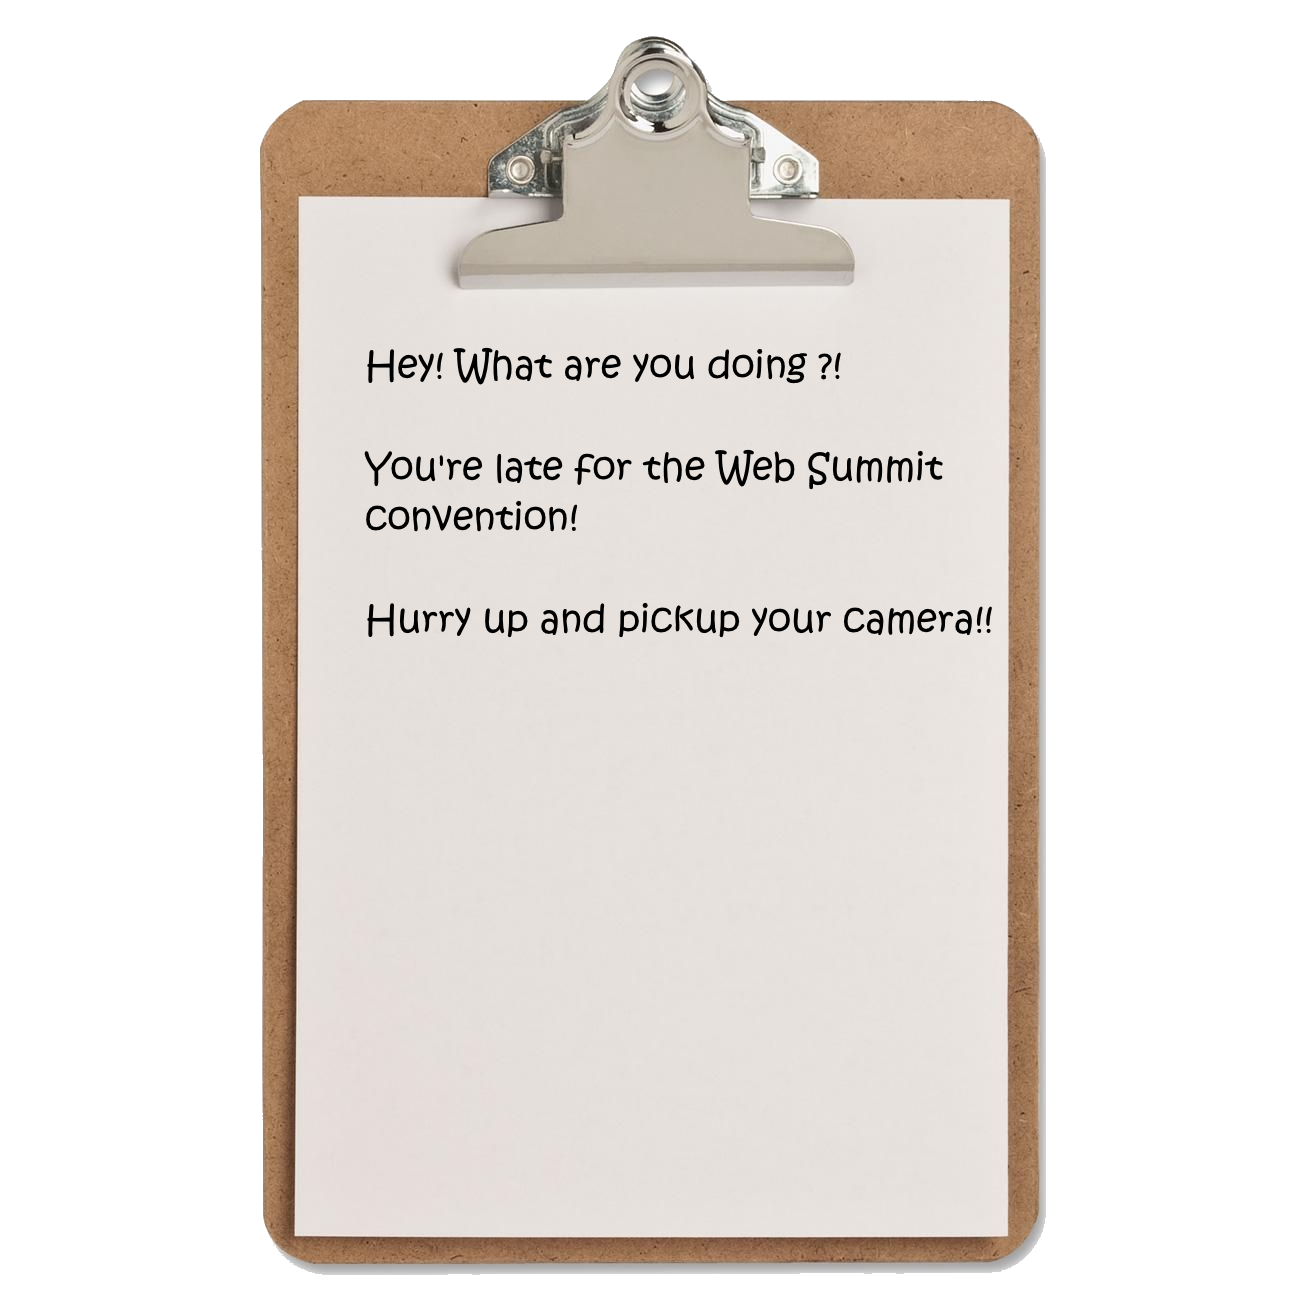 Hey! What are you doing ?!
You're late for the Web Summit
convention!
Hurry up and pickup your camera!!